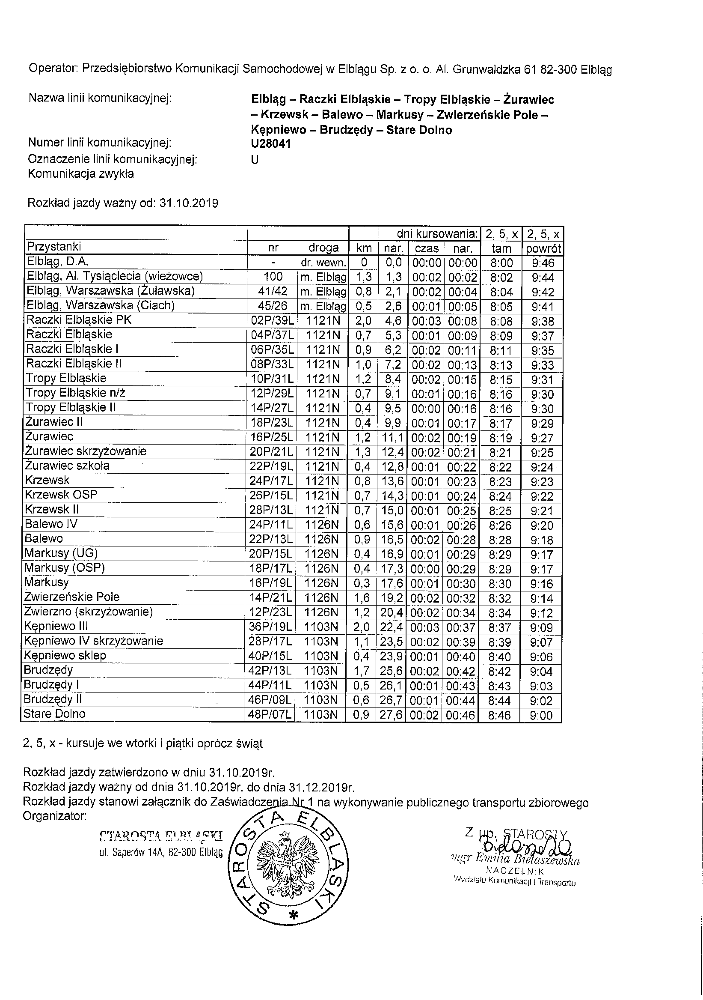 Operator: Przedsiębiorstwo Komunikacji Samochodowej w Elblągu Sp. z o. o. Al. Grunwaldzka 61 82-300 Elbląg
Nazwa linii komunikacyjnej: Elbląg – Raczki Elbląskie – Tropy Elbląskie – Żurawiec
– Krzewsk – Balewo – Markusy – Zwierzeńskie Pole –
Kępniewo – Brudzędy – Stare Dolno
Numer linii komunikacyjnej: U28041
Oznaczenie linii komunikacyjnej: U
Komunikacja zwykła
Rozkład jazdy ważny od: 31.10.2019
dni kursowania: 2, 5, x 2, 5, x
Przystanki nr droga km nar. czas nar. tam powrót
Elbląg, D.A. - dr. wewn. 0 0,0 00:00 00:00 8:00 9:46
Elbląg, Al. Tysiąclecia (wieżowce) 100 m. Elbląg 1,3 1,3 00:02 00:02 8:02 9:44
Elbląg, Warszawska (Żuławska) 41/42 m. Elbląg 0,8 2,1 00:02 00:04 8:04 9:42
Elbląg, Warszawska (Ciach) 45/26 m. Elbląg 0,5 2,6 00:01 00:05 8:05 9:41
Raczki Elbląskie PK 02P/39L 1121N 2,0 4,6 00:03 00:08 8:08 9:38
Raczki Elbląskie 04P/37L 1121N 0,7 5,3 00:01 00:09 8:09 9:37
Raczki Elbląskie I 06P/35L 1121N 0,9 6,2 00:02 00:11 8:11 9:35
Raczki Elbląskie II 08P/33L 1121N 1,0 7,2 00:02 00:13 8:13 9:33
Tropy Elbląskie 10P/31L 1121N 1,2 8,4 00:02 00:15 8:15 9:31
Tropy Elbląskie n/ż 12P/29L 1121N 0,7 9,1 00:01 00:16 8:16 9:30
Tropy Elbląskie II 14P/27L 1121N 0,4 9,5 00:00 00:16 8:16 9:30
Żurawiec II 18P/23L 1121N 0,4 9,9 00:01 00:17 8:17 9:29
Żurawiec 16P/25L 1121N 1,2 11,1 00:02 00:19 8:19 9:27
Żurawiec skrzyżowanie 20P/21L 1121N 1,3 12,4 00:02 00:21 8:21 9:25
Żurawiec szkoła 22P/19L 1121N 0,4 12,8 00:01 00:22 8:22 9:24
Krzewsk 24P/17L 1121N 0,8 13,6 00:01 00:23 8:23 9:23
Krzewsk OSP 26P/15L 1121N 0,7 14,3 00:01 00:24 8:24 9:22
Krzewsk II 28P/13L 1121N 0,7 15,0 00:01 00:25 8:25 9:21
Balewo IV 24P/11L 1126N 0,6 15,6 00:01 00:26 8:26 9:20
Balewo 22P/13L 1126N 0,9 16,5 00:02 00:28 8:28 9:18
Markusy (UG) 20P/15L 1126N 0,4 16,9 00:01 00:29 8:29 9:17
Markusy (OSP) 18P/17L 1126N 0,4 17,3 00:00 00:29 8:29 9:17
Markusy 16P/19L 1126N 0,3 17,6 00:01 00:30 8:30 9:16
Zwierzeńskie Pole 14P/21L 1126N 1,6 19,2 00:02 00:32 8:32 9:14
Zwierzno (skrzyżowanie) 12P/23L 1126N 1,2 20,4 00:02 00:34 8:34 9:12
Kępniewo III 36P/19L 1103N 2,0 22,4 00:03 00:37 8:37 9:09
Kępniewo IV skrzyżowanie 28P/17L 1103N 1,1 23,5 00:02 00:39 8:39 9:07
Kępniewo sklep 40P/15L 1103N 0,4 23,9 00:01 00:40 8:40 9:06
Brudzędy 42P/13L 1103N 1,7 25,6 00:02 00:42 8:42 9:04
Brudzędy I 44P/11L 1103N 0,5 26,1 00:01 00:43 8:43 9:03
Brudzędy II 46P/09L 1103N 0,6 26,7 00:01 00:44 8:44 9:02
Stare Dolno 48P/07L 1103N 0,9 27,6 00:02 00:46 8:46 9:00
2, 5, x - kursuje we wtorki i piątki oprócz świąt
Rozkład jazdy zatwierdzono w dniu 31.10.2019r.
Rozkład jazdy ważny od dnia 31.10.2019r. do dnia 31.12.2019r.
Rozkład jazdy stanowi załącznik do Zaświadczenia Nr 1 na wykonywanie publicznego transportu zbiorowego
Organizator:
STAROSTA ELBLĄSKI
ul. Saperów 14A, 82-300 Elbląg
STAROSTA ELBLĄSKI *
Z up. STAROSTY
mgr Emilia Bielaszewska
NACZELNIK
Wydziału Komunikacji i Transportu